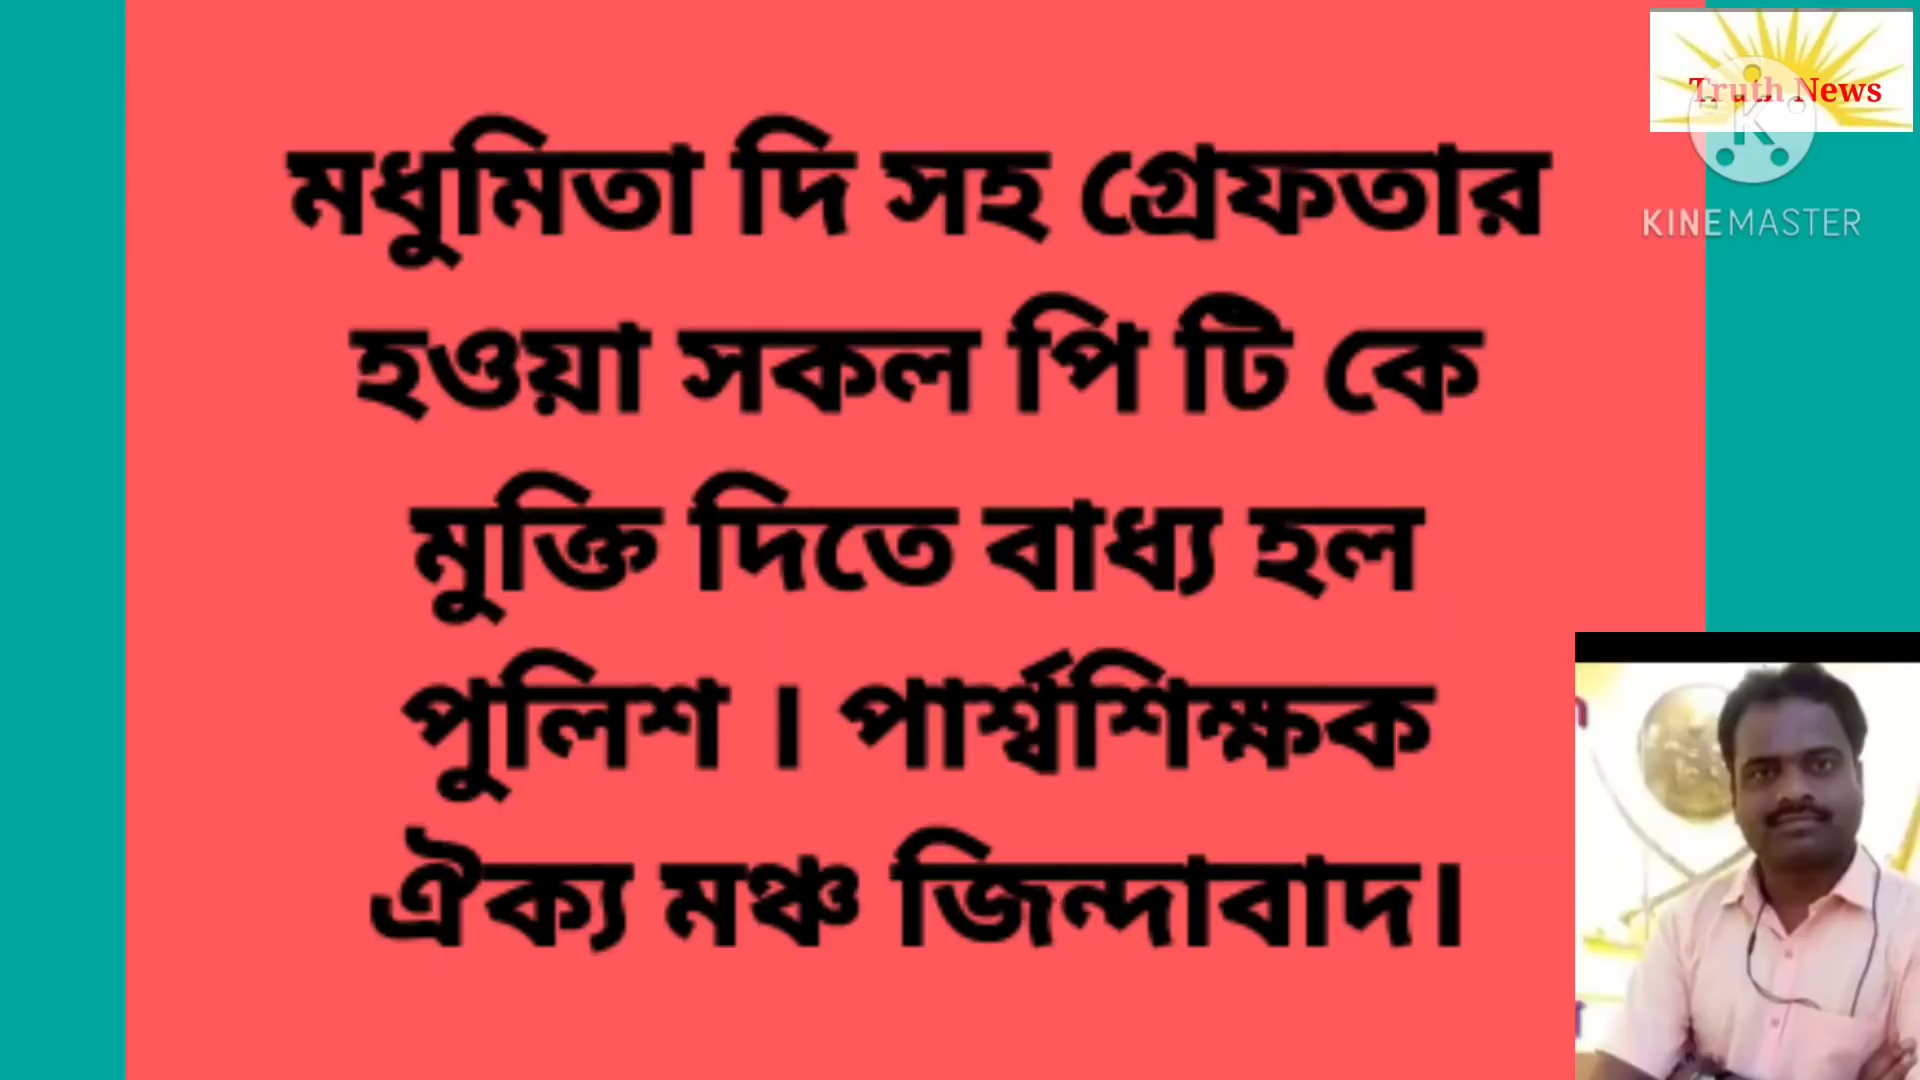 Truth News
KINEMASTER
মধুমিতা দি সহ গ্রেফতার
হওয়া সকল পি টি কে
মুক্তি দিতে বাধ্য হল
পুলিশ । পার্শ্বশিক্ষক
ঐক্য মঞ্চ জিন্দাবাদ।